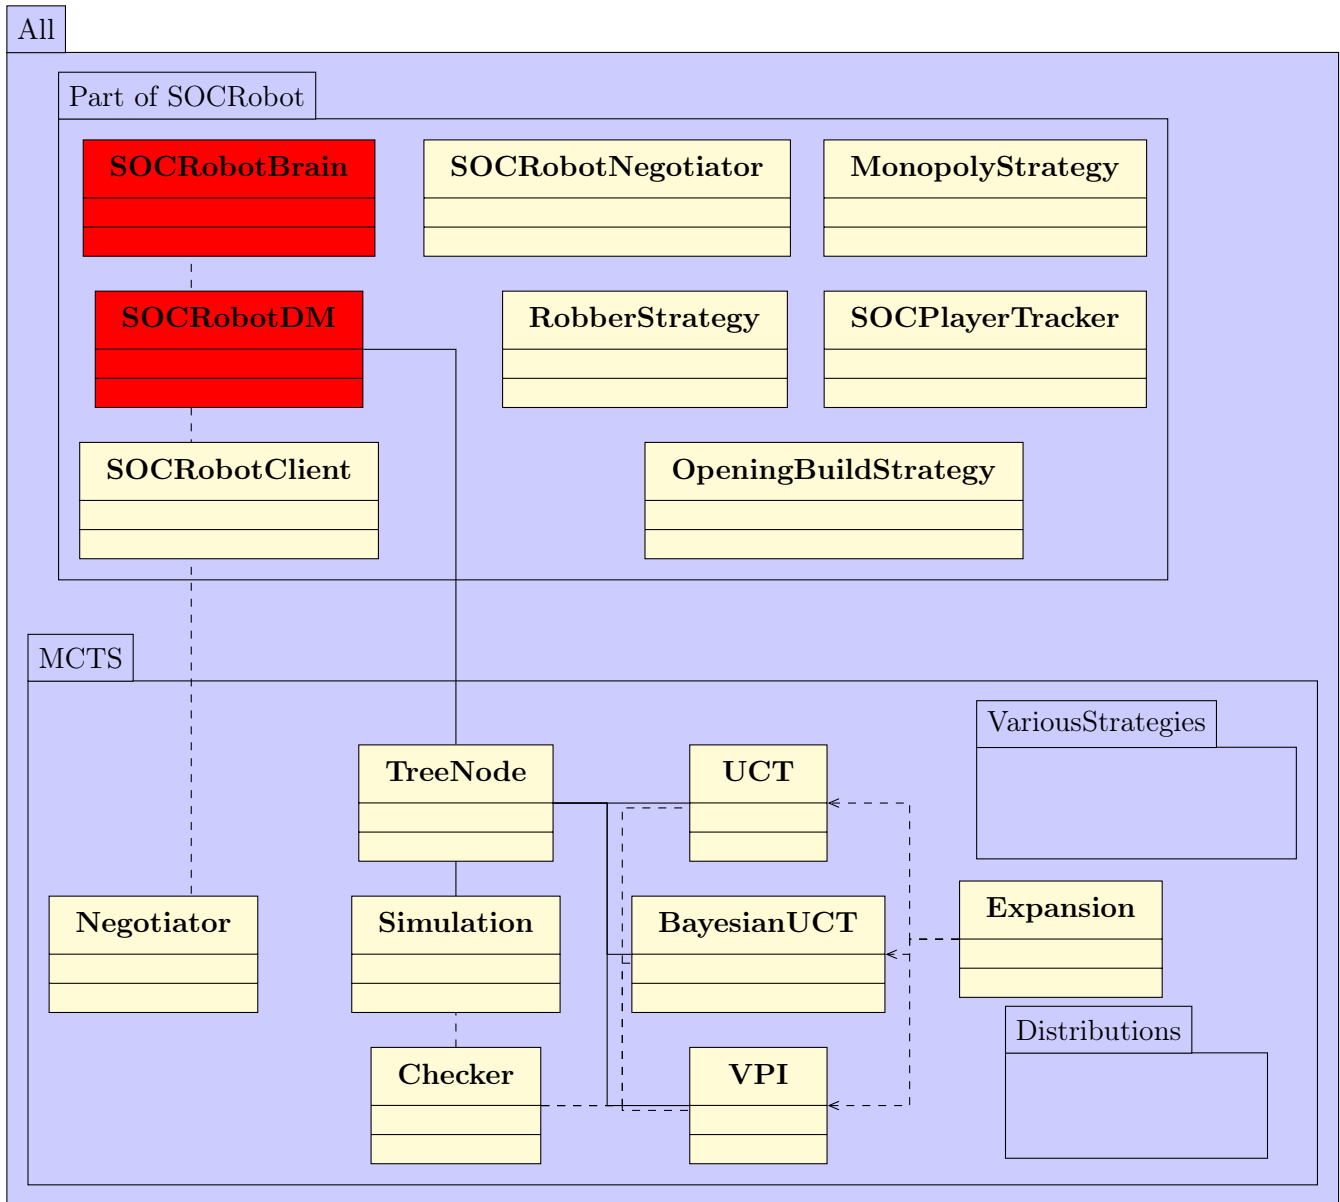 All
Part of SOCRobot
SOCRobotBrain
SOCRobotNegotiator
MonopolyStrategy
SOCRobotDM
RobberStrategy
SOCPlayerTracker
SOCRobotClient
OpeningBuildStrategy
MCTS
VariousStrategies
TreeNode
UCT
Negotiator
Simulation
BayesianUCT
Expansion
Distributions
Checker
VPI